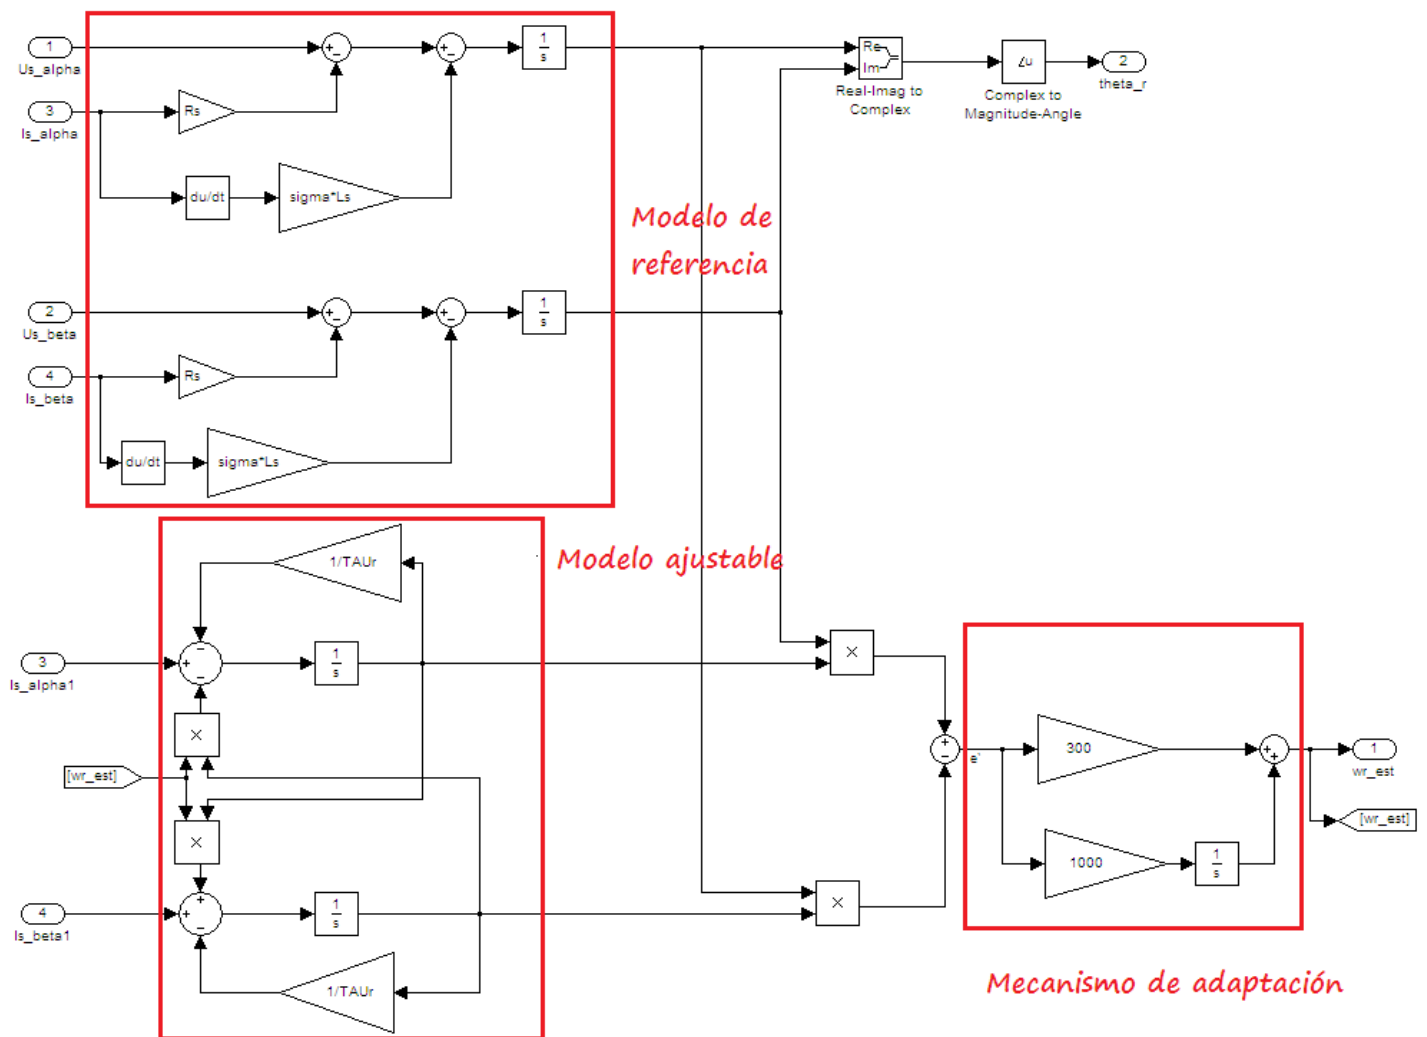 1
Us_alpha
3
Is_alpha
Rs
du/dt
sigma*Ls
+
-
+
-
1
s
2
Us_beta
4
Is_beta
Rs
du/dt
sigma*Ls
+
-
+
-
1
s
Modelo de
referencia
Re
Im
Real-Imag to
Complex
∠u
Complex to
Magnitude-Angle
2
theta_r
Modelo ajustable
1/TAUr
3
Is_alpha1
-
+
-
1
s
×
[wr_est]
×
4
Is_beta1
+
+
-
1
s
1/TAUr
×
×
+
-
e`
300
1000
1
s
+
+
1
wr_est
[wr_est]
Mecanismo de adaptación